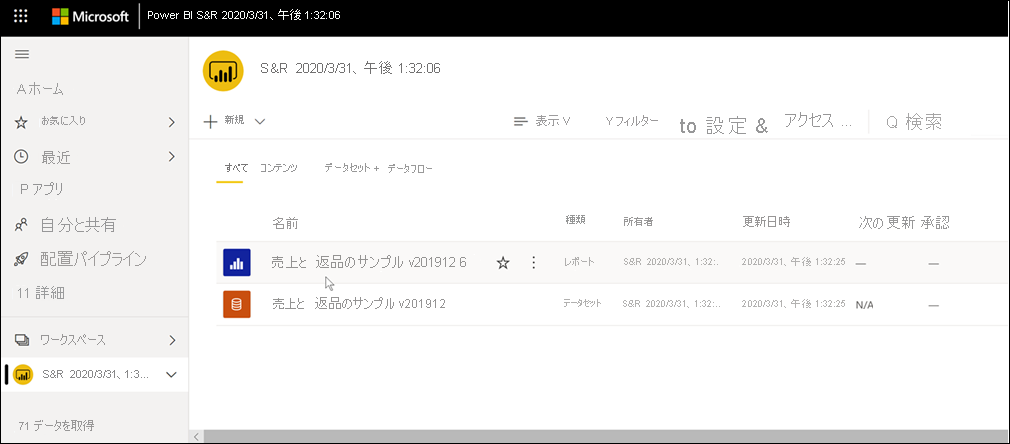 Microsoft Power BI S&R 2020/3/31、午後 1:32:06
S&R 2020/3/31、午後 1:32:06
Aホーム
お気に入り
最近
P アプリ
自分と共有
配置パイプライン
11 詳細
ワークスペース
S&R 2020/3/31、1:3...
71 データを取得
新規
表示 V
Y フィルター
to 設定 &
アクセス ...
Q 検索
すべて コンテンツ データセット + データフロー
名前 種類 所有者 更新日時 次の 更新 承認
売上と 返品のサンプル v201912 6 レポート S&R 2020/3/31、1:32:.. 2020/3/31、午後 1:32:25 — —
売上と 返品のサンプル v201912 データセット S&R 2020/3/31、1:32:.. 2020/3/31、午後 1:32:25 N/A —